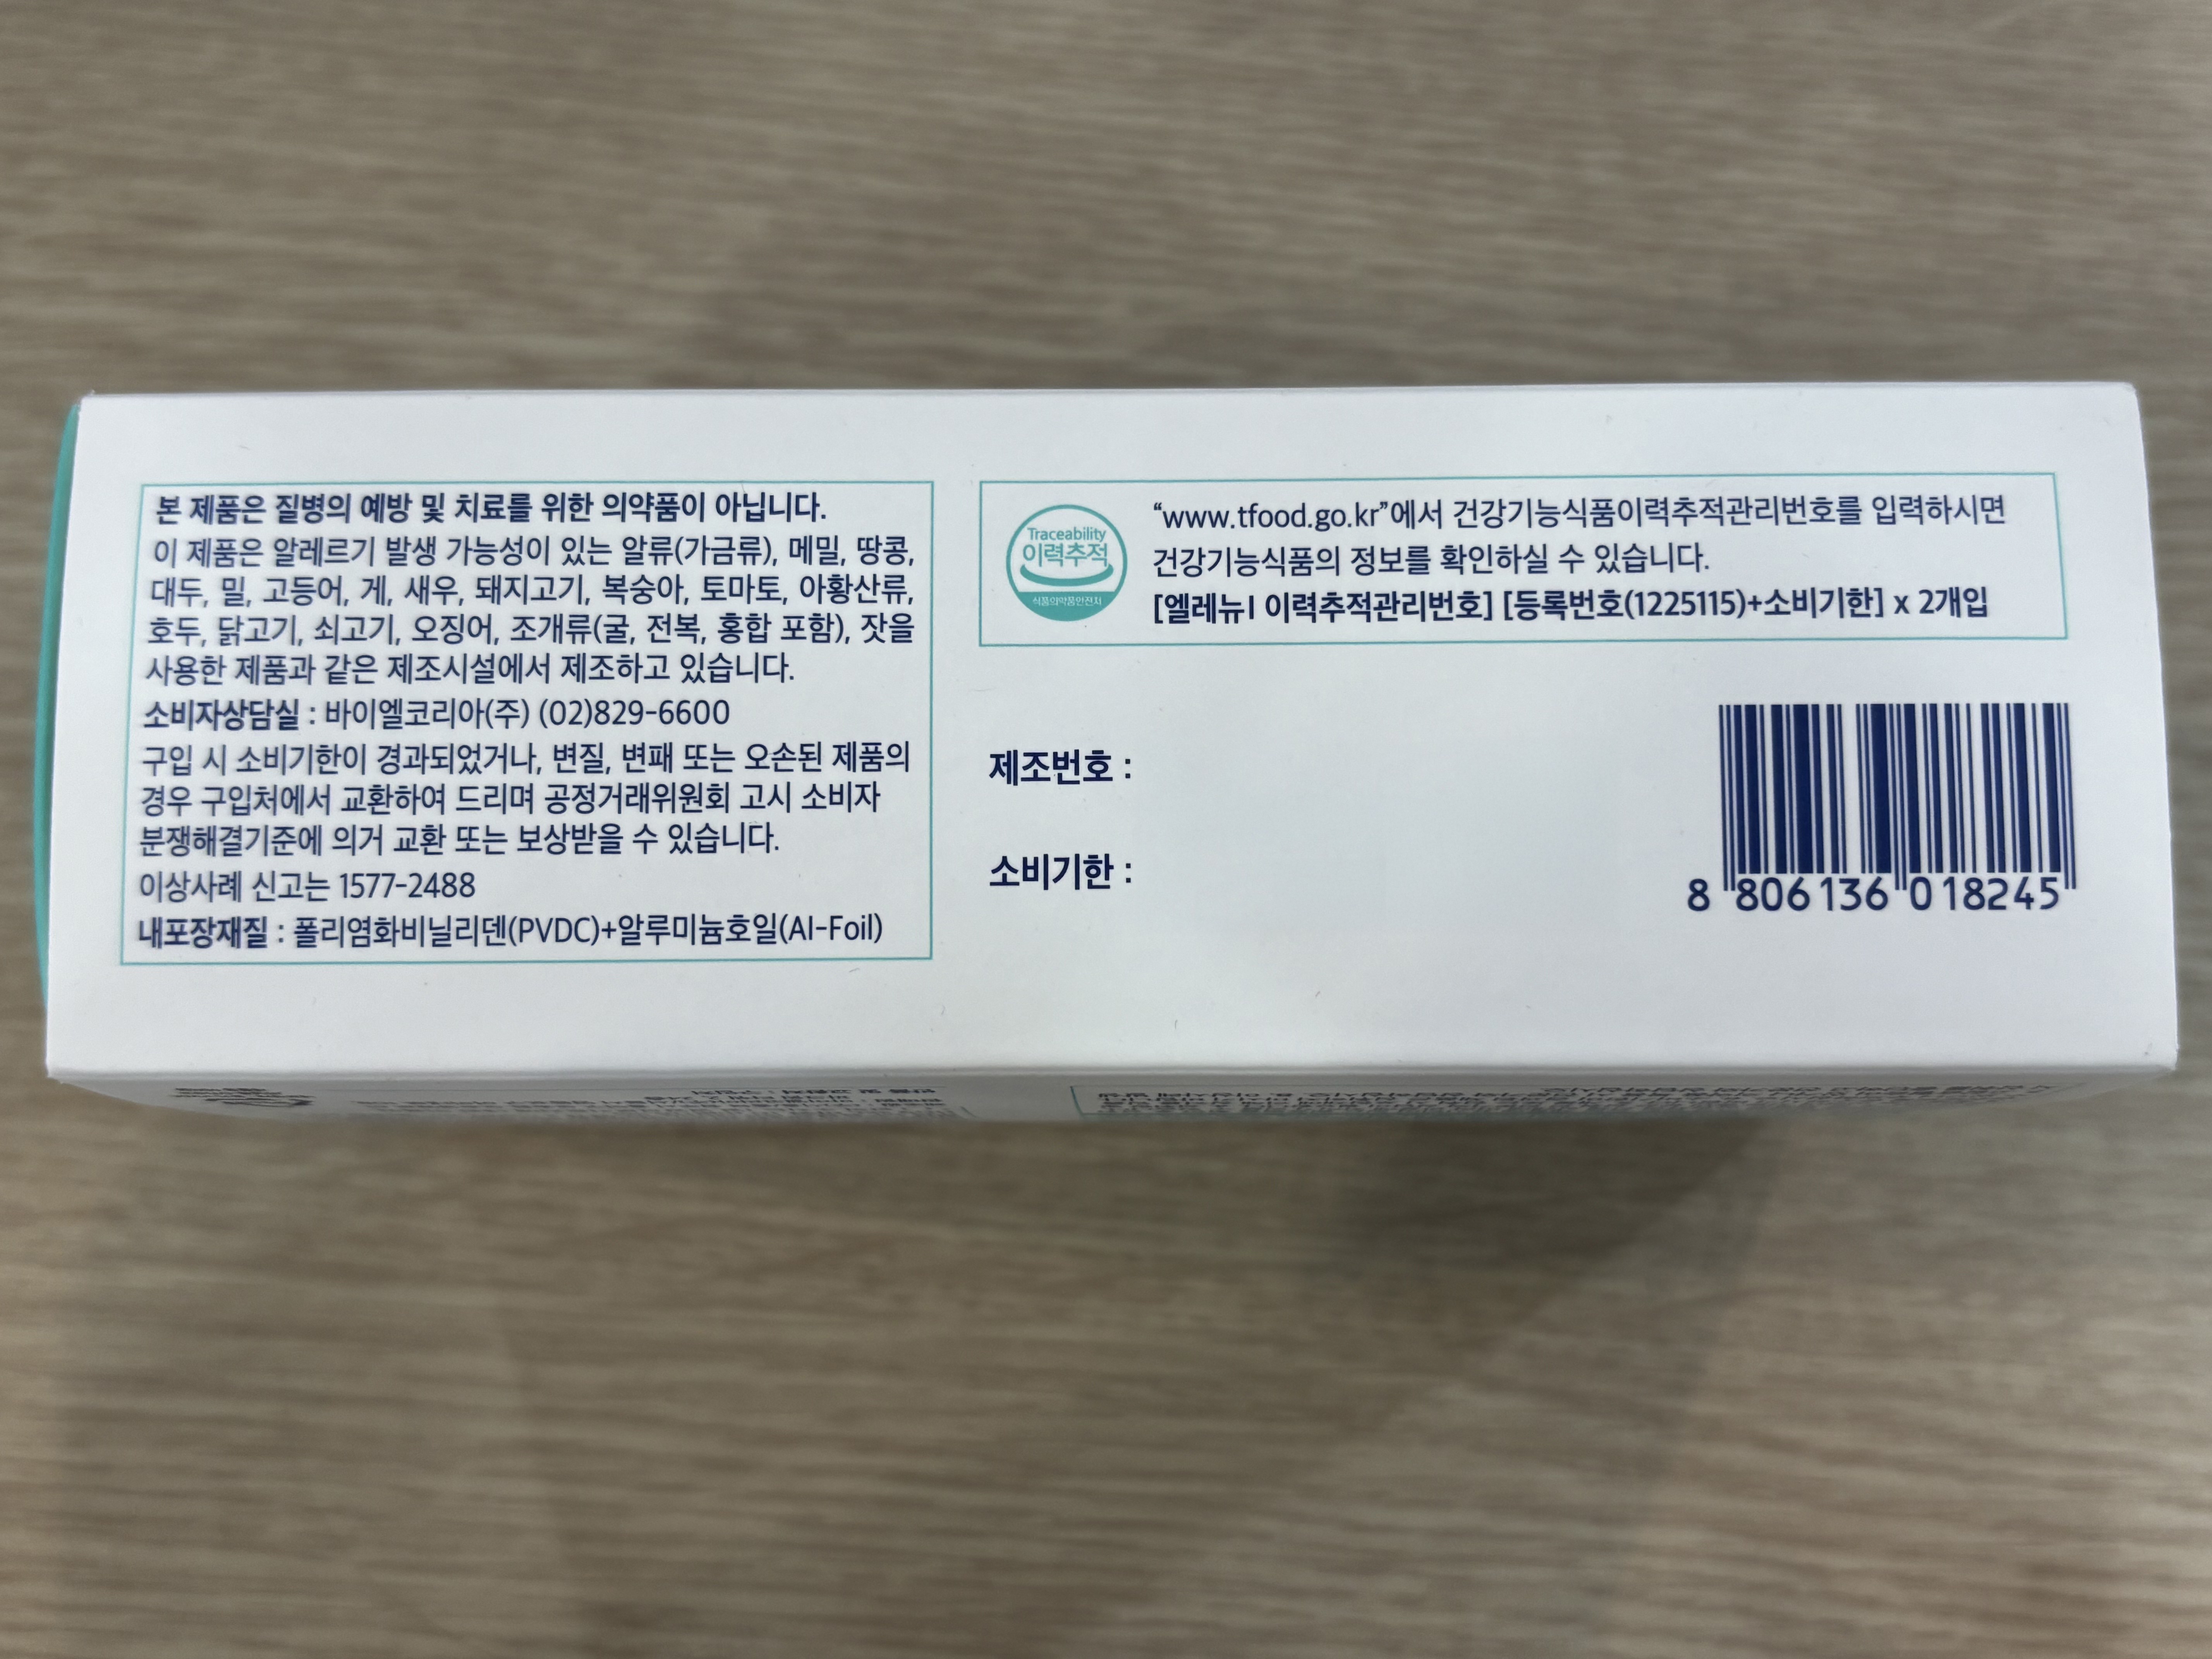 본 제품은 질병의 예방 및 치료를 위한 의약품이 아닙니다.
이 제품은 알레르기 발생 가능성이 있는 알류(가금류), 메밀, 땅콩,
대두, 밀, 고등어, 게, 새우, 돼지고기, 복숭아, 토마토, 아황산류,
호두, 닭고기, 쇠고기, 오징어, 조개류(굴, 전복, 홍합 포함), 잣을
사용한 제품과 같은 제조시설에서 제조하고 있습니다.
소비자상담실 : 바이엘코리아(주) (02)829-6600
구입 시 소비기한이 경과되었거나, 변질, 변패 또는 오손된 제품의
경우 구입처에서 교환하여 드리며 공정거래위원회 고시 소비자
분쟁해결기준에 의거 교환 또는 보상받을 수 있습니다.
이상사례 신고는 1577-2488
내포장재질 : 폴리염화비닐리덴(PVDC)+알루미늄호일(Al-Foil)
Traceability
이력추적
식품의약품안전처
“www.tfood.go.kr”에서 건강기능식품이력추적관리번호를 입력하시면
건강기능식품의 정보를 확인하실 수 있습니다.
[엘레뉴I 이력추적관리번호] [등록번호(1225115)+소비기한] x 2개입
제조번호 :
소비기한 :
8 806136 018245